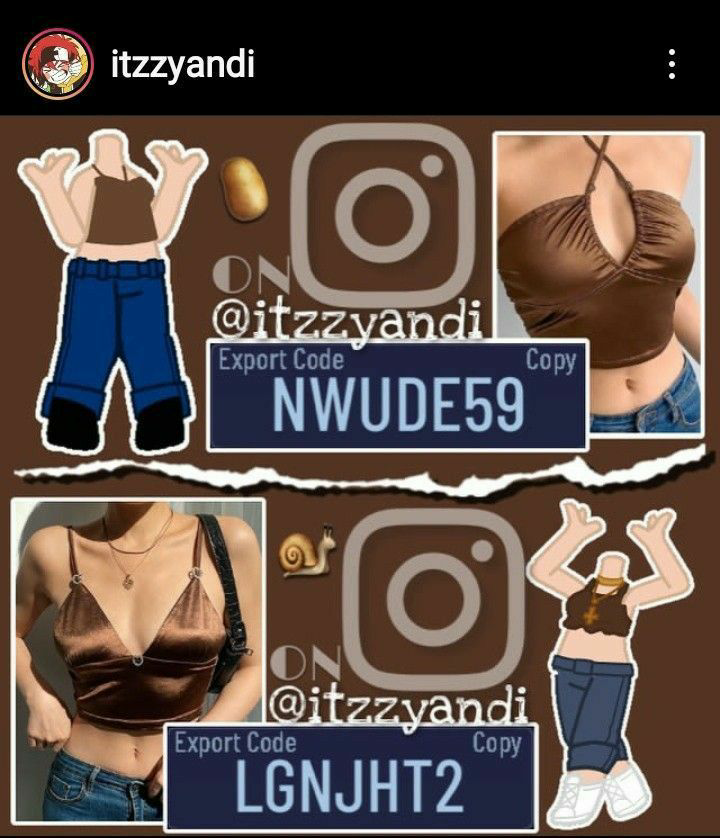 itzzyandi
ON
@itzzyandi
Export Code Copy
NWUDE59
ON
@itzzyandi
Export Code Copy
LGNJHT2